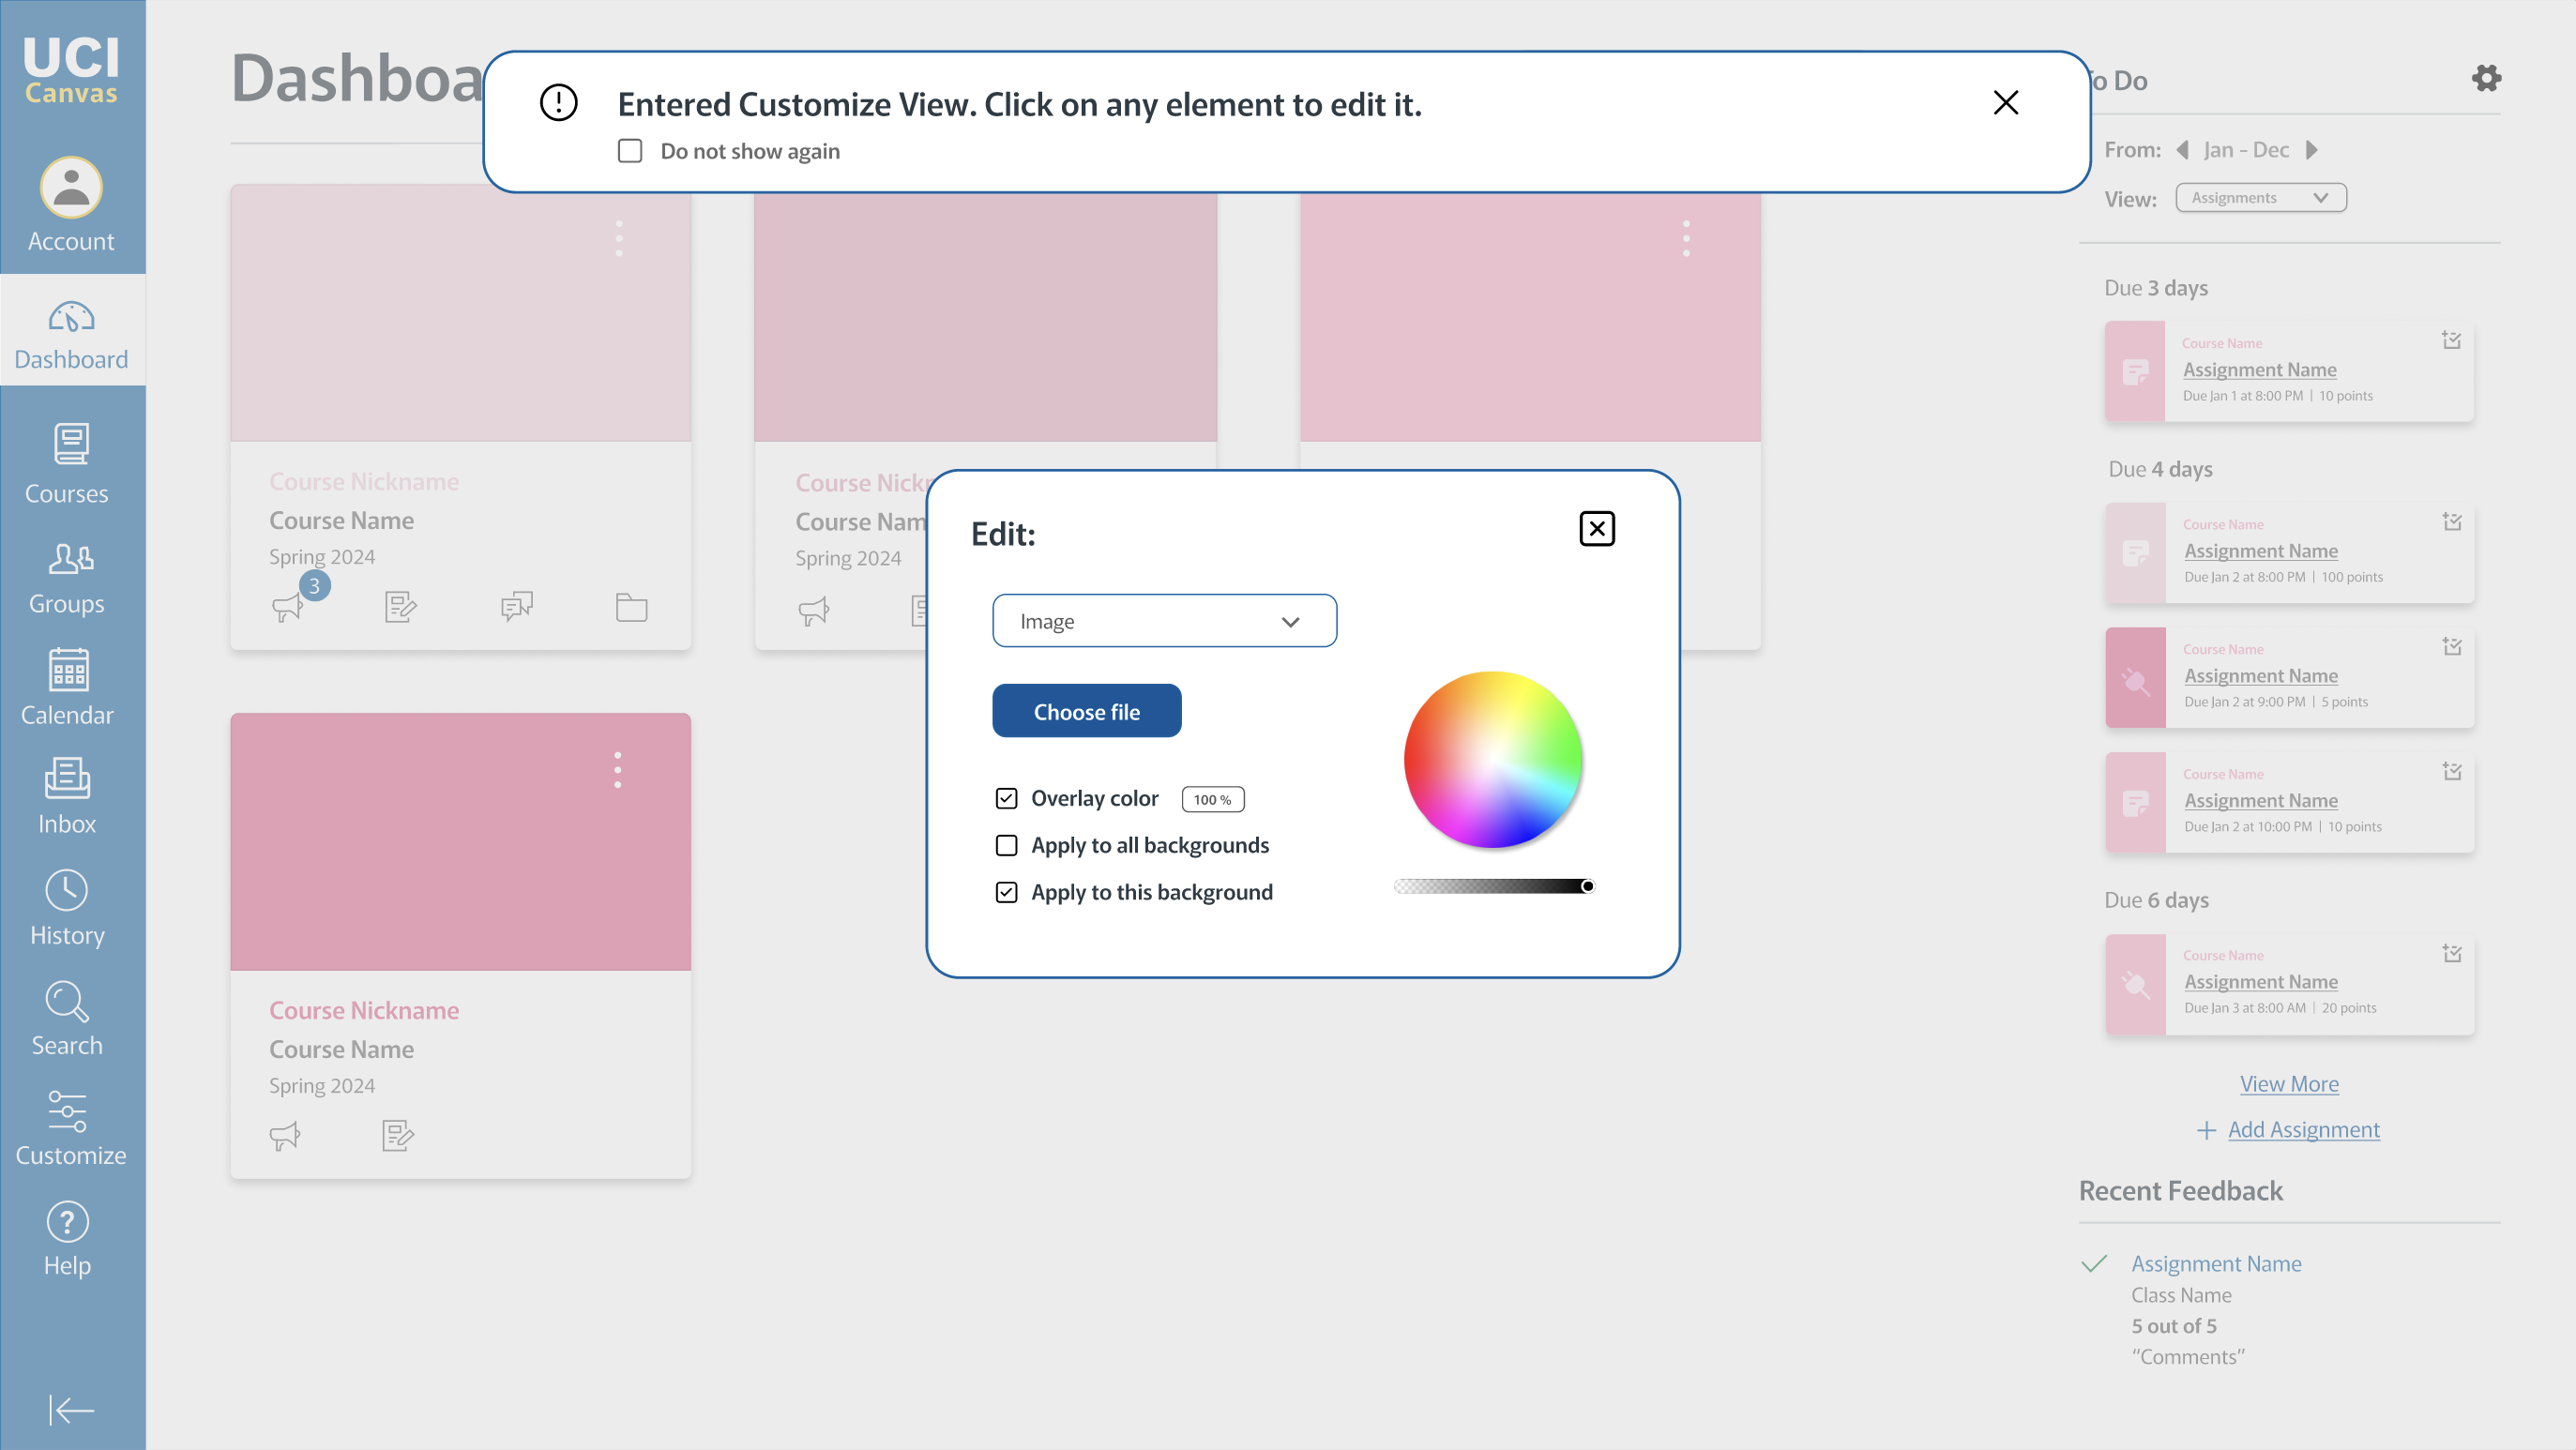 UCI
Canvas
Account
Dashboard
Courses
Groups
Calendar
Inbox
History
Search
Customize
Help
Dashboa
Entered Customize View. Click on any element to edit it.
Do not show again
Course Nickname
Course Name
Spring 2024
3
Course Nick
Course Nam
Spring 2024
Course Nickname
Course Name
Spring 2024
Edit:
Image
Choose file
Overlay color 100 %
Apply to all backgrounds
Apply to this background
o Do
From: Jan - Dec
View: Assignments
Due 3 days
Course Name
Assignment Name
Due Jan 1 at 8:00 PM | 10 points
Due 4 days
Course Name
Assignment Name
Due Jan 2 at 8:00 PM | 100 points
Course Name
Assignment Name
Due Jan 2 at 9:00 PM | 5 points
Course Name
Assignment Name
Due Jan 2 at 10:00 PM | 10 points
Due 6 days
Course Name
Assignment Name
Due Jan 3 at 8:00 AM | 20 points
View More
+ Add Assignment
Recent Feedback
Assignment Name
Class Name
5 out of 5
“Comments”